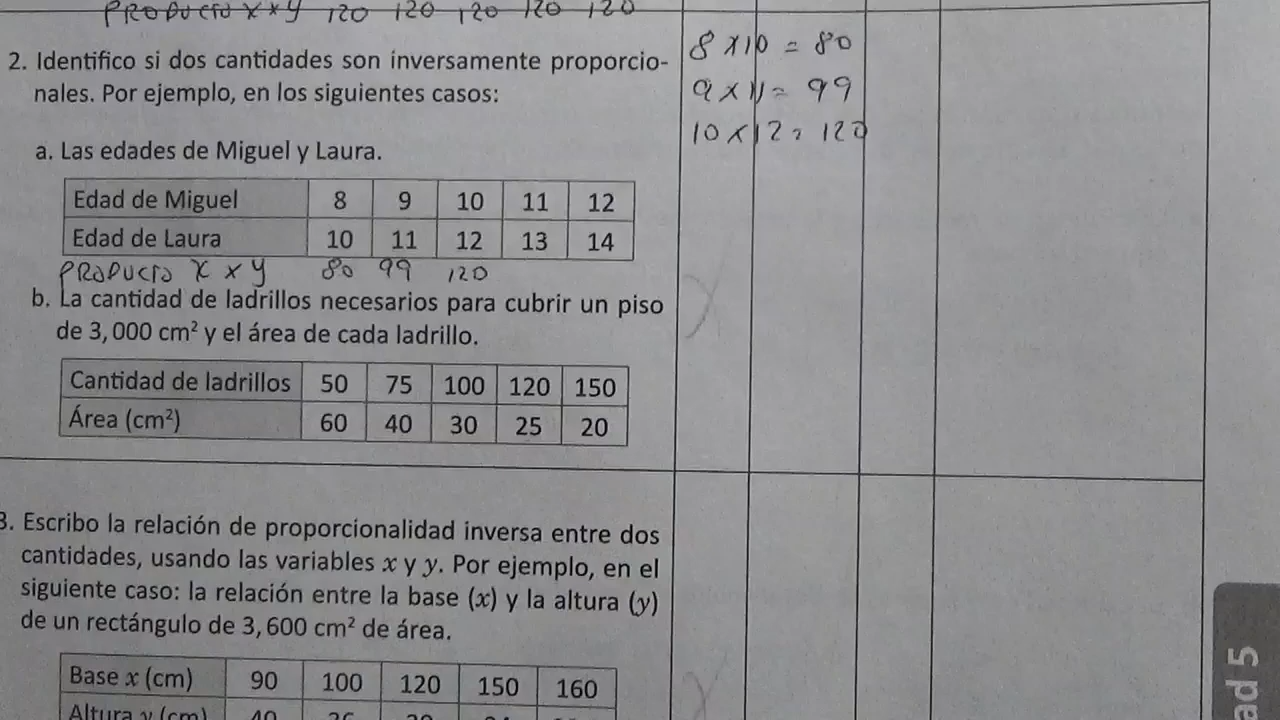 PRODUCTO X x Y 120 120 120 120 120
2. Identifico si dos cantidades son inversamente proporcio-
nales. Por ejemplo, en los siguientes casos:
8 x 10 = 80
9 x 11 = 99
10 x 12 = 120
a. Las edades de Miguel y Laura.
Edad de Miguel 8 9 10 11 12
Edad de Laura 10 11 12 13 14
PRODUCTO X x Y 80 99 120
b. La cantidad de ladrillos necesarios para cubrir un piso
de 3,000 cm² y el área de cada ladrillo.
Cantidad de ladrillos 50 75 100 120 150
Área (cm²) 60 40 30 25 20
3. Escribo la relación de proporcionalidad inversa entre dos
cantidades, usando las variables x y y. Por ejemplo, en el
siguiente caso: la relación entre la base (x) y la altura (y)
de un rectángulo de 3,600 cm² de área.
Base x (cm) 90 100 120 150 160
Altura y (cm) 40 36
ad 5